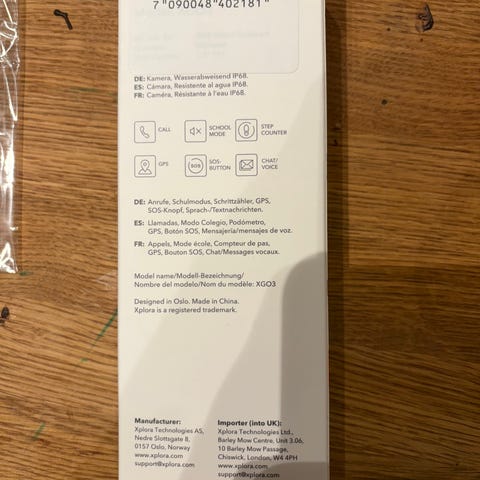 7 090048 402181
DE: Kamera, Wasserabweisend IP68.
ES: Cámara, Resistente al agua IP68.
FR: Caméra, Résistante à l'eau IP68.
CALL
SCHOOL
MODE
STEP
COUNTER
GPS
SOS
SOS-
BUTTON
CHAT/
VOICE
DE: Anrufe, Schulmodus, Schrittzähler, GPS,
SOS-Knopf, Sprach-/Textnachrichten.
ES: Llamadas, Modo Colegio, Podómetro,
GPS, Botón SOS, Mensajería/mensajes de voz.
FR: Appels, Mode école, Compteur de pas,
GPS, Bouton SOS, Chat/Messages vocaux.
Model name/Modell-Bezeichnung/
Nombre del modelo/Nom du modèle: XGO3
Designed in Oslo. Made in China.
Xplora is a registered trademark.
Manufacturer:
Xplora Technologies AS,
Nedre Slottsgate 8,
0157 Oslo, Norway
www.xplora.com
support@xplora.com
Importer (into UK):
Xplora Technologies Ltd.,
Barley Mow Centre, Unit 3.06,
10 Barley Mow Passage,
Chiswick, London, W4 4PH
www.xplora.com
support@xplora.com